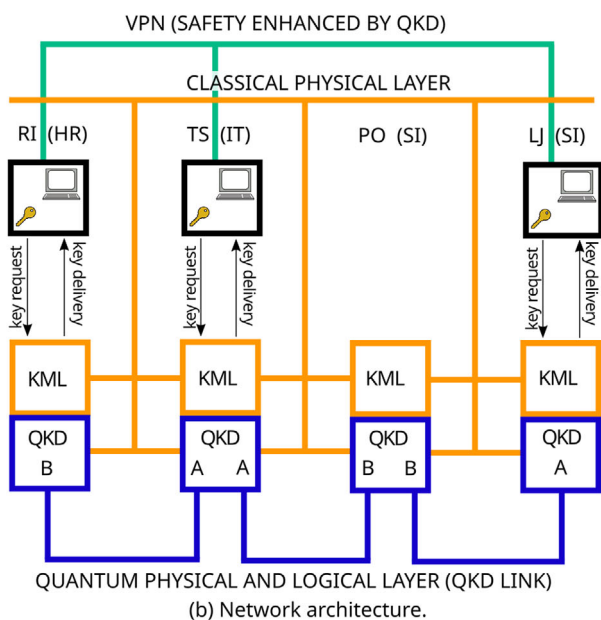 VPN (SAFETY ENHANCED BY QKD)
CLASSICAL PHYSICAL LAYER
RI (HR)
TS (IT)
PO (SI)
LJ (SI)
key request
key delivery
key request
key delivery
key request
key delivery
KML
KML
KML
KML
QKD
B
QKD
A A
QKD
B B
QKD
A
QUANTUM PHYSICAL AND LOGICAL LAYER (QKD LINK)
(b) Network architecture.